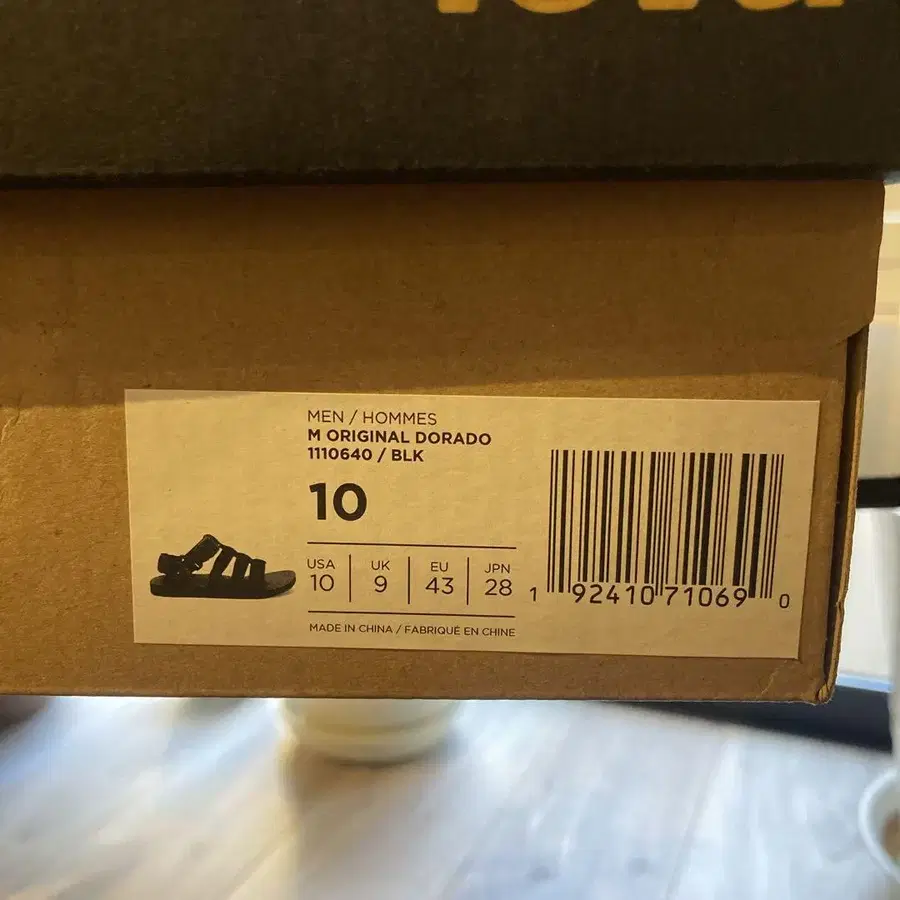 MEN / HOMMES
M ORIGINAL DORADO
1110640 / BLK
10
USA UK EU JPN
10 9 43 28
MADE IN CHINA / FABRIQUÉ EN CHINE
1 92410 71069 0